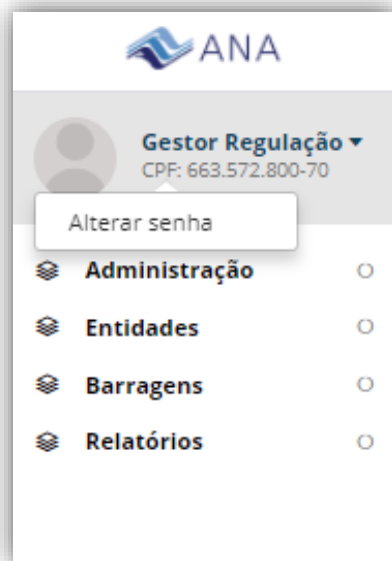 ANA
Gestor Regulação
CPF: 663.572.800-70
Alterar senha
Administração
Entidades
Barragens
Relatórios